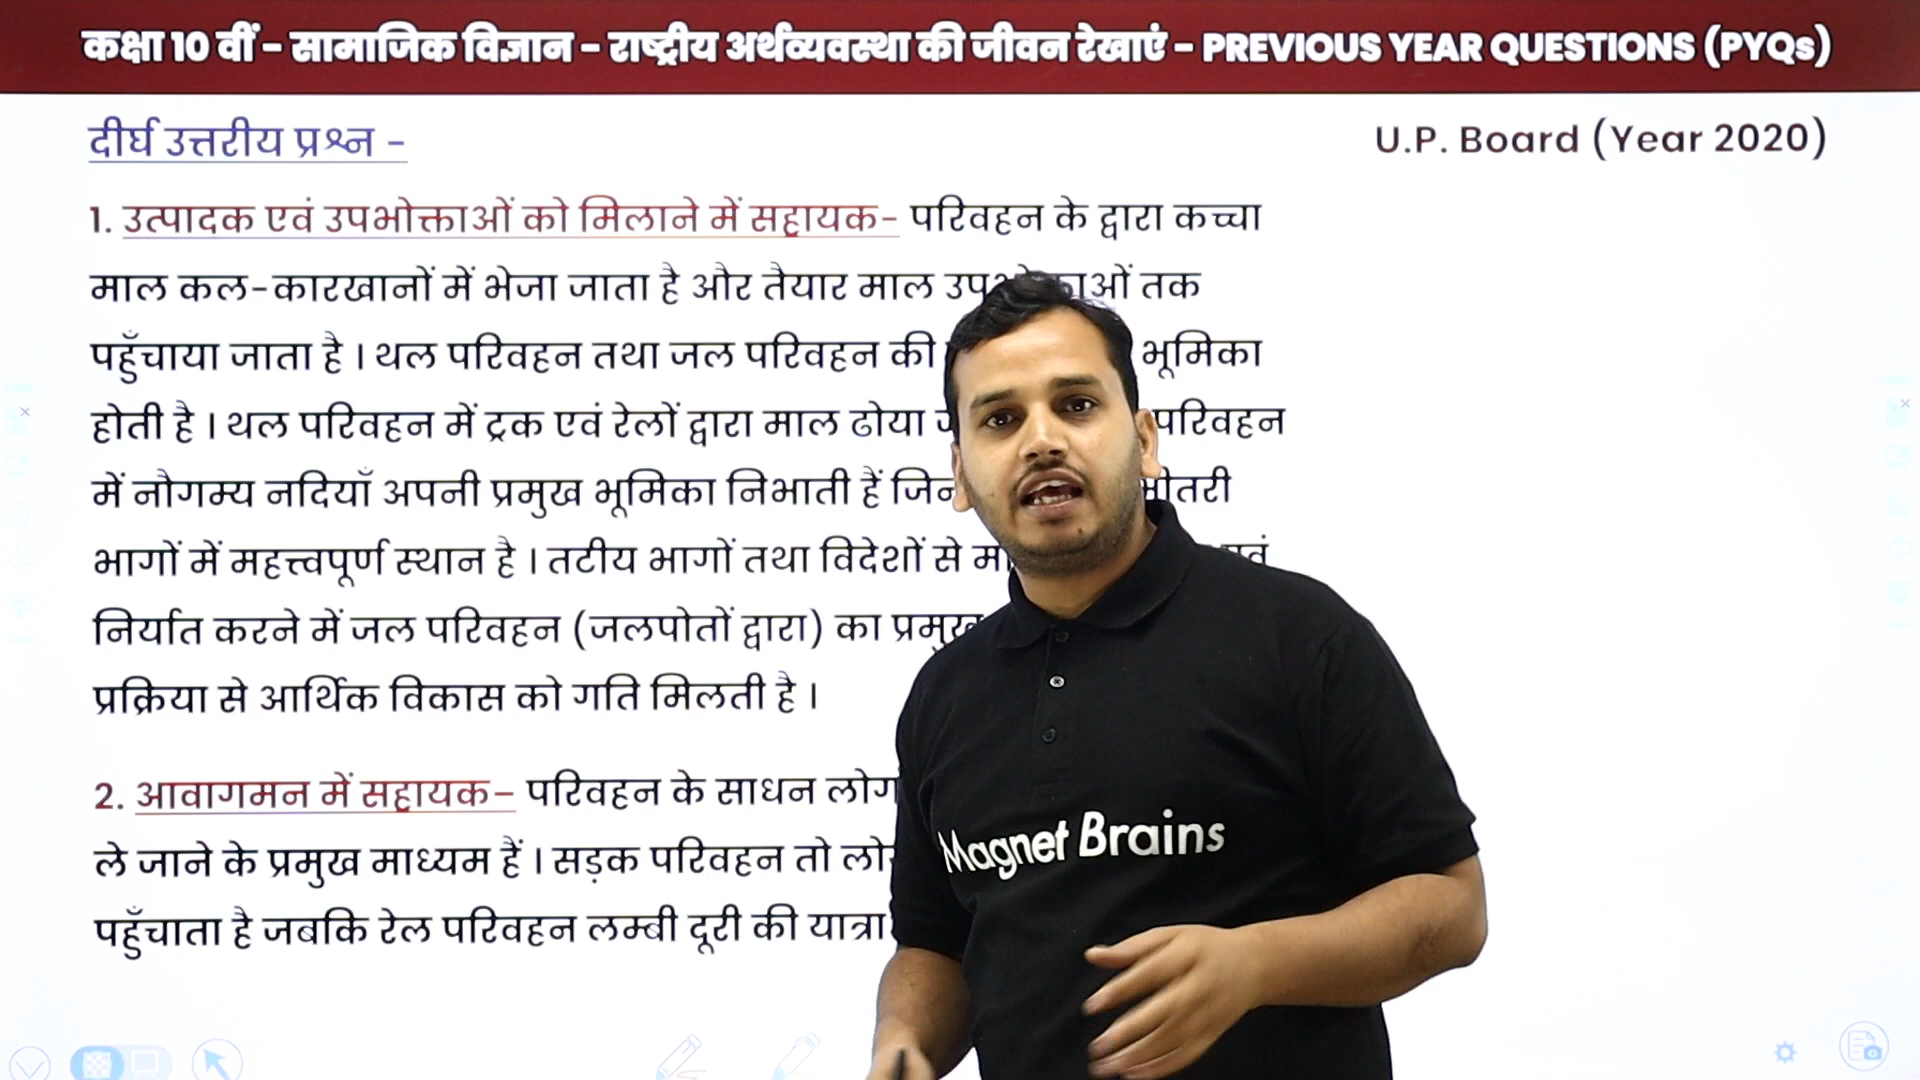 कक्षा 10 वीं – सामाजिक विज्ञान – राष्ट्रीय अर्थव्यवस्था की जीवन रेखाएं – PREVIOUS YEAR QUESTIONS (PYQs)
दीर्घ उत्तरीय प्रश्न –
U.P. Board (Year 2020)
1. उत्पादक एवं उपभोक्ताओं को मिलाने में सहायक– परिवहन के द्वारा कच्चा
माल कल-कारखानों में भेजा जाता है और तैयार माल तक
पहुँचाया जाता है । थल परिवहन तथा जल परिवहन की भूमिका
होती है । थल परिवहन में ट्रक एवं रेलों द्वारा माल ढोया परिवहन
में नौगम्य नदियाँ अपनी प्रमुख भूमिका निभाती हैं भीतरी
भागों में महत्त्वपूर्ण स्थान है । तटीय भागों तथा विदेशों से
निर्यात करने में जल परिवहन (जलपोतों द्वारा) का
प्रक्रिया से आर्थिक विकास को गति मिलती है ।
2. आवागमन में सहायक– परिवहन के साधन
ले जाने के प्रमुख माध्यम हैं । सड़क परिवहन तो
पहुँचाता है जबकि रेल परिवहन लम्बी दूरी की यात्रा
Magnet Brains